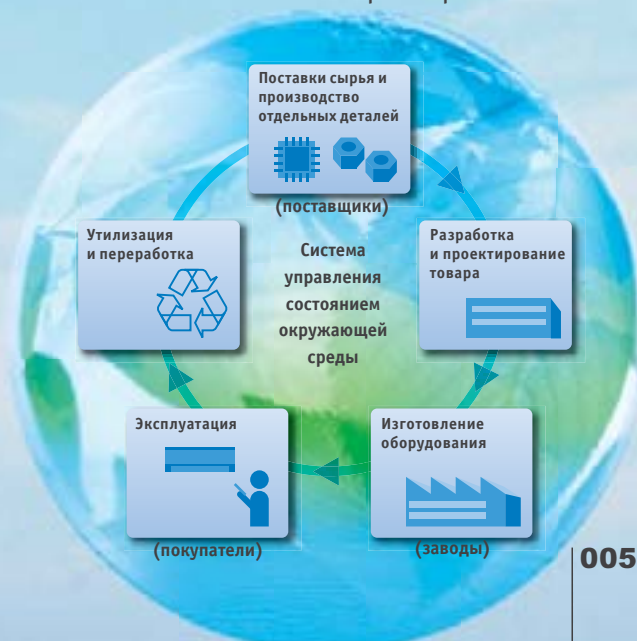 Поставки сырья и
производство
отдельных деталей
(поставщики)
Разработка
и проектирование
товара
Изготовление
оборудования
(заводы)
Эксплуатация
(покупатели)
Утилизация
и переработка
Система
управления
состоянием
окружающей
среды
005